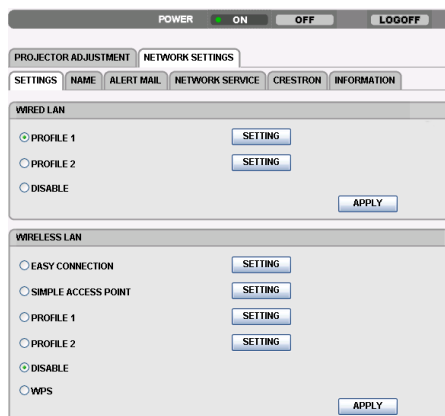 POWER ON OFF LOGOFF
PROJECTOR ADJUSTMENT NETWORK SETTINGS
SETTINGS NAME ALERT MAIL NETWORK SERVICE CRESTRON INFORMATION
WIRED LAN
PROFILE 1 SETTING
PROFILE 2 SETTING
DISABLE
APPLY
WIRELESS LAN
EASY CONNECTION SETTING
SIMPLE ACCESS POINT SETTING
PROFILE 1 SETTING
PROFILE 2 SETTING
DISABLE
WPS
APPLY